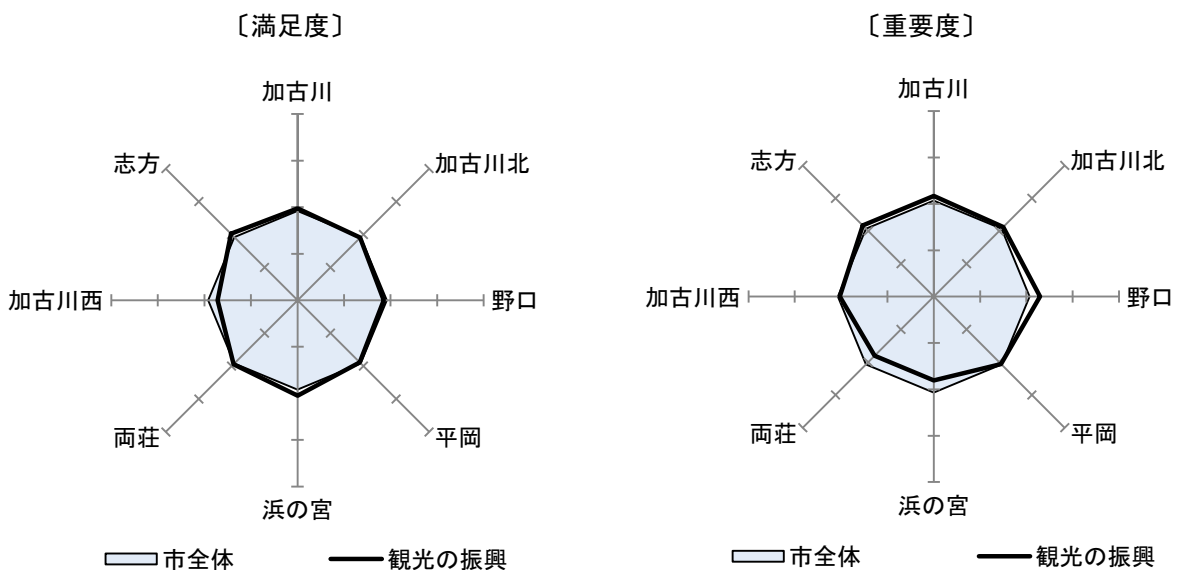 〔満足度〕
加古川
加古川北
野口
平岡
浜の宮
両荘
加古川西
志方
市全体
観光の振興
〔重要度〕
加古川
加古川北
野口
平岡
浜の宮
両荘
加古川西
志方
市全体
観光の振興